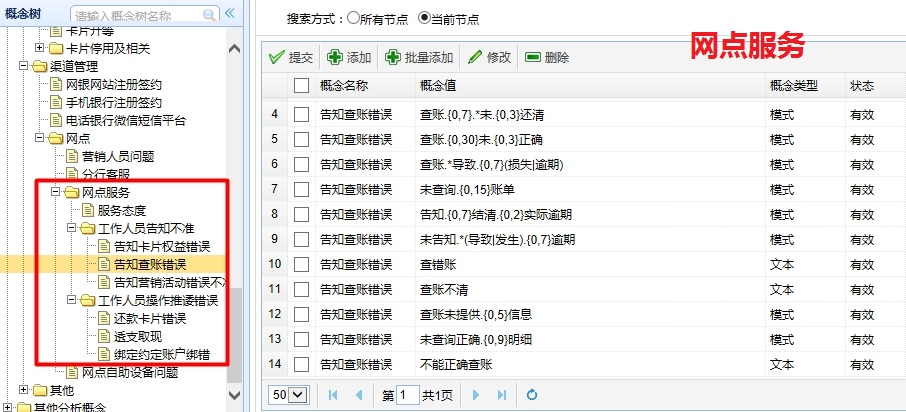 概念树
请输入概念树名称
卡片升等
卡片停用及相关
渠道管理
网银网站注册签约
手机银行注册签约
电话银行微信短信平台
网点
营销人员问题
分行客服
网点服务
服务态度
工作人员告知不准
告知卡片权益错误
告知查账错误
告知营销活动错误不准
工作人员操作推诿错误
还款卡片错误
透支取现
绑定约定账户绑错
网点自助设备问题
其他
其他分析概念
搜索方式：所有节点 当前节点
网点服务
提交 添加 批量添加 修改 删除
概念名称 概念值 概念类型 状态
4 告知查账错误 查账.{0,7}.*未.{0,3}还清 模式 有效
5 告知查账错误 查账.{0,30}未.{0,3}正确 模式 有效
6 告知查账错误 查账.*导致.{0,7}(损失|逾期) 模式 有效
7 告知查账错误 未查询.{0,15}账单 模式 有效
8 告知查账错误 告知.{0,7}结清.{0,2}实际逾期 模式 有效
9 告知查账错误 未告知.*(导致|发生).{0,7}逾期 模式 有效
10 告知查账错误 查错账 文本 有效
11 告知查账错误 查账不清 文本 有效
12 告知查账错误 查账未提供.{0,5}信息 模式 有效
13 告知查账错误 未查询正确.{0,9}明细 模式 有效
14 告知查账错误 不能正确查账 文本 有效
50 第 1 共1页